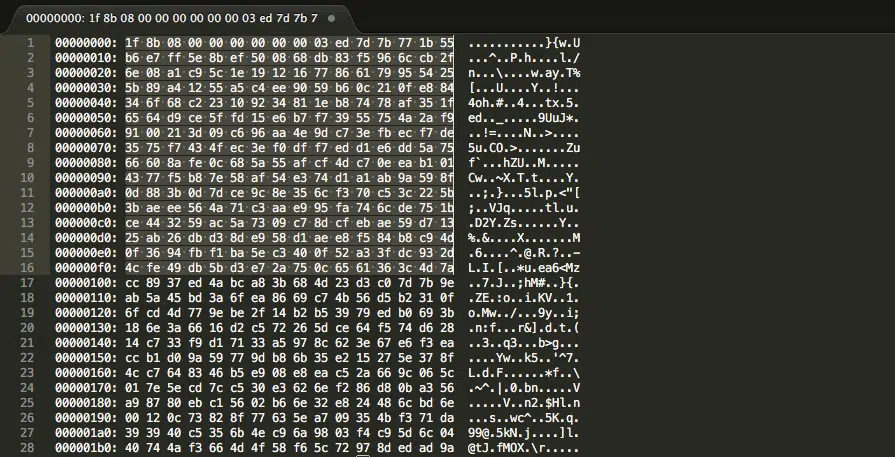 00000000: 1f 8b 08 00 00 00 00 00 00 03 ed 7d 7b 7
1 00000000: 1f 8b 08 00 00 00 00 00 00 03 ed 7d 7b 77 1b 55 ...........}{w.U
2 00000010: b6 e7 ff 5e 8b ef 50 08 68 db 83 f5 96 6c cb 2f ...^..P.h....l./
3 00000020: 6e 08 a1 c9 5c 1e 19 12 16 77 86 61 79 95 54 25 n...\....w.ay.T%
4 00000030: 5b 89 a4 12 55 a5 c4 ee 90 59 b6 0c 21 0f e8 84 [...U....Y..!...
5 00000040: 34 6f 68 c2 23 10 92 34 81 1e b8 74 78 af 35 1f 4oh.#..4...tx.5.
6 00000050: 65 64 d9 ce 5f fd 15 e6 b7 f7 39 55 75 4a 2a f9 ed.._.....9UuJ*.
7 00000060: 91 00 21 3d 09 c6 96 aa 4e 9d c7 3e fb ec f7 de ..!=....N..>....
8 00000070: 35 75 f7 43 4f ec 3e f0 df f7 ed d1 e6 dd 5a 75 5u.CO.>.......Zu
9 00000080: 66 60 8a fe 0c 68 5a 55 af cf 4d c7 0e ea b1 01 f`...hZU..M.....
10 00000090: 43 77 f5 b8 7e 58 af 54 e3 74 d1 a1 ab 9a 59 8f Cw..~X.T.t....Y.
11 000000a0: 0d 88 3b 0d 7d ce 9c 8e 35 6c f3 70 c5 3c 22 5b ..;.}...5l.p.<"[
12 000000b0: 3b ae ee 56 4a 71 c3 aa e9 95 fa 74 6c de 75 1b ;..VJq.....tl.u.
13 000000c0: ce 44 32 59 ac 5a 73 09 c7 8d cf eb ae 59 d7 13 .D2Y.Zs......Y..
14 000000d0: 25 ab 26 db d3 8d e9 58 d1 ae e8 f5 84 b8 c9 4d %.&....X.......M
15 000000e0: 0f 36 94 fb f1 ba 5e c3 40 0f 52 a3 3f dc 93 2d .6....^.@.R.?..-
16 000000f0: 4c fe 49 db 5b d3 e7 2a 75 0c 65 61 36 3c 4d 7a L.I.[..*u.ea6<Mz
17 00000100: cc 89 37 ed 4a bc a8 3b 68 4d 23 d3 c0 7d 7b 9e ..7.J..;hM#..}{.
18 00000110: ab 5a 45 bd 3a 6f ea 86 69 c7 4b 56 d5 b2 31 0f .ZE.:o..i.KV..1.
19 00000120: 6f cd 4d 77 9e be 2f 14 b2 b5 39 79 ed b0 69 3b o.Mw../...9y..i;
20 00000130: 18 6e 3a 66 16 d2 c5 72 26 5d ce 64 f5 74 d6 28 .n:f...r&].d.t.(
21 00000140: 14 c7 33 f9 d1 71 33 a5 97 8c 62 3e 67 e6 f3 ea ..3..q3...b>g...
22 00000150: cc b1 d0 9a 59 77 9d b8 6b 35 e2 15 27 5e 37 8f ....Yw..k5..'^7.
23 00000160: 4c c7 64 83 46 b5 e9 08 e8 ea c5 2a 66 9c 06 5c L.d.F......*f..\
24 00000170: 01 7e 5e cd 7c c5 30 e3 62 6e f2 86 d8 0b a3 56 .~^.|.0.bn.....V
25 00000180: a9 87 80 eb c1 56 02 b6 6e 32 e8 24 48 6c bd 6e .....V..n2.$Hl.n
26 00000190: 00 12 0c 73 82 8f 77 63 5e a7 09 35 4b f3 71 da ...s..wc^..5K.q.
27 000001a0: 39 39 40 c5 35 6b 4e c9 6a 98 03 f4 c9 5d 6c 04 99@.5kN.j....]l.
28 000001b0: 40 74 4a f3 66 4d 4f 58 f6 5c 72 97 8d ed ad 9a @tJ.fMOX.\r.....